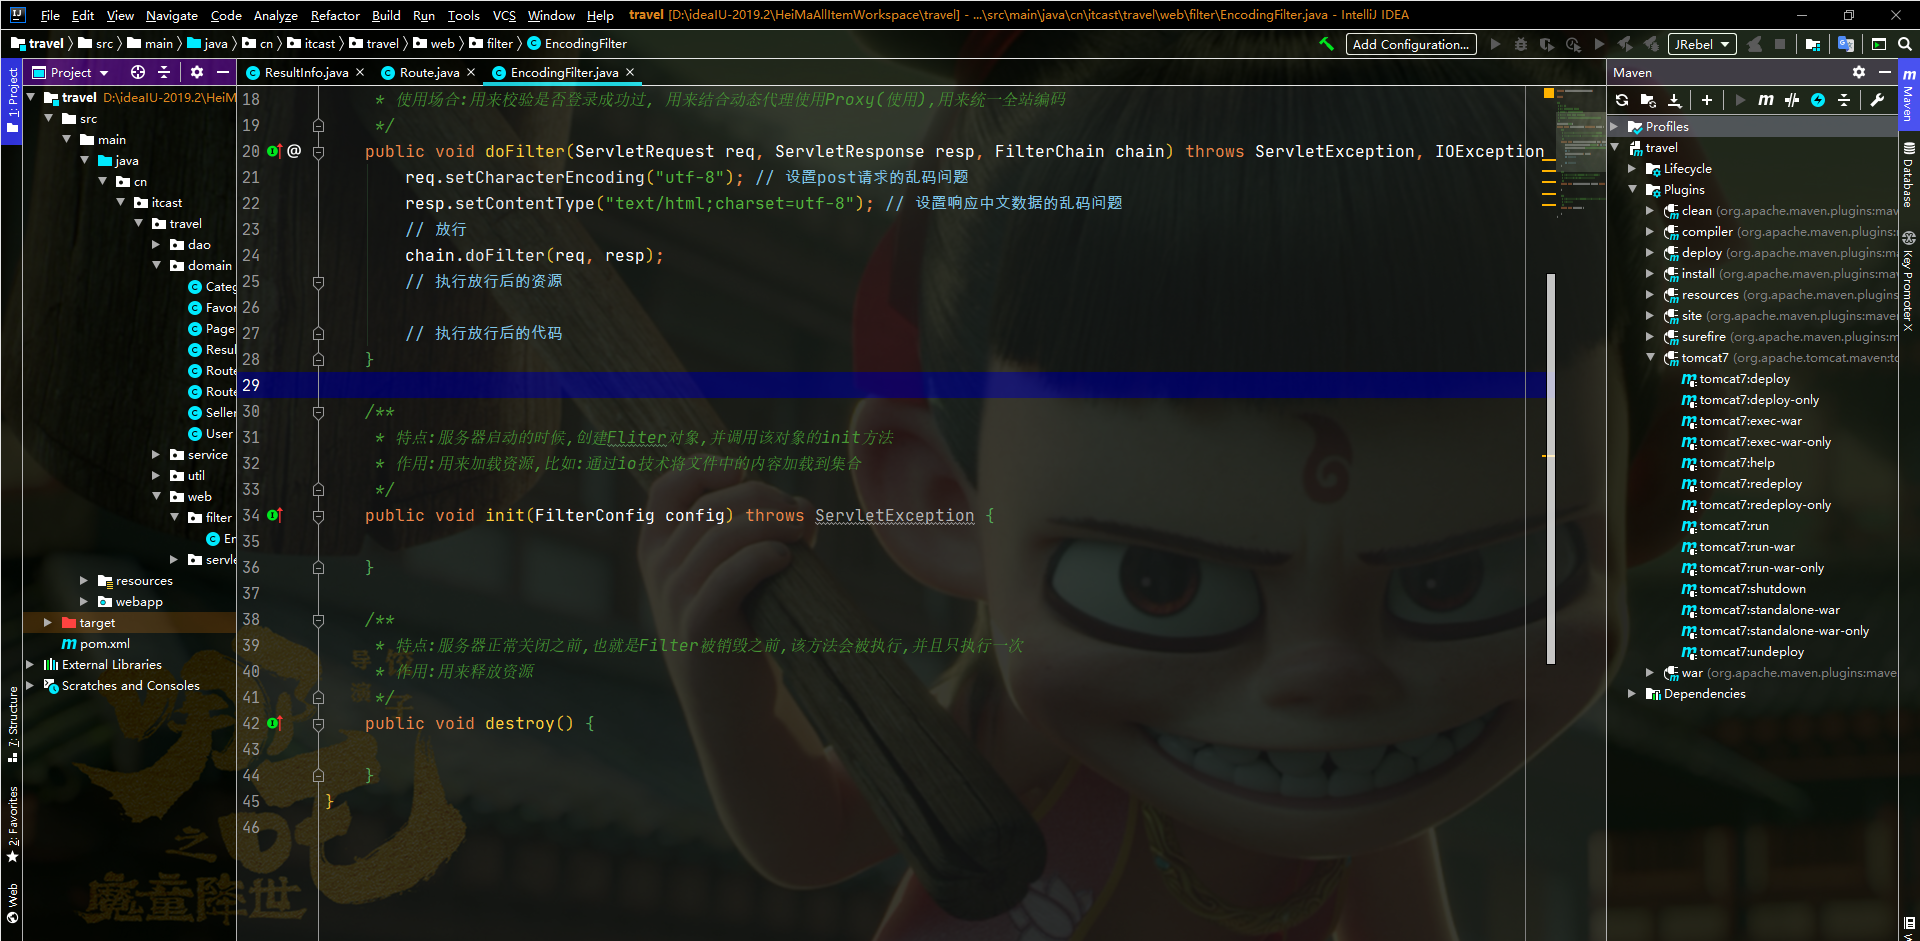 File Edit View Navigate Code Analyze Refactor Build Run Tools VCS Window Help travel [D:\ideaIU-2019.2\HeiMaAllItemWorkspace\travel] - ...\src\main\java\cn\itcast\travel\web\filter\EncodingFilter.java - IntelliJ IDEA
travel src main java cn itcast travel web filter EncodingFilter Add Configuration... JRebel
Project
ResultInfo.java Route.java EncodingFilter.java
Maven
1: Project
7: Structure
2: Favorites
Web
travel D:\ideaIU-2019.2\HeiM
src
main
java
cn
itcast
travel
dao
domain
Categ
Favor
Page
Resul
Route
Route
Seller
User
service
util
web
filter
En
servle
resources
webapp
target
pom.xml
External Libraries
Scratches and Consoles
18 * 使用场合:用来校验是否登录成功过, 用来结合动态代理使用Proxy(使用),用来统一全站编码
19 */
20 public void doFilter(ServletRequest req, ServletResponse resp, FilterChain chain) throws ServletException, IOException
21 req.setCharacterEncoding("utf-8"); // 设置post请求的乱码问题
22 resp.setContentType("text/html;charset=utf-8"); // 设置响应中文数据的乱码问题
23 // 放行
24 chain.doFilter(req, resp);
25 // 执行放行后的资源
26
27 // 执行放行后的代码
28 }
29
30 /**
31 * 特点:服务器启动的时候,创建Fliter对象,并调用该对象的init方法
32 * 作用:用来加载资源,比如:通过io技术将文件中的内容加载到集合
33 */
34 public void init(FilterConfig config) throws ServletException {
35
36 }
37
38 /**
39 * 特点:服务器正常关闭之前,也就是Filter被销毁之前,该方法会被执行,并且只执行一次
40 * 作用:用来释放资源
41 */
42 public void destroy() {
43
44 }
45 }
46
导演
饺子
哪吒
之
魔童降世
Profiles
travel
Lifecycle
Plugins
clean (org.apache.maven.plugins:mav
compiler (org.apache.maven.plugins:
deploy (org.apache.maven.plugins:ma
install (org.apache.maven.plugins:ma
resources (org.apache.maven.plugins
site (org.apache.maven.plugins:mave
surefire (org.apache.maven.plugins:m
tomcat7 (org.apache.tomcat.maven:to
tomcat7:deploy
tomcat7:deploy-only
tomcat7:exec-war
tomcat7:exec-war-only
tomcat7:help
tomcat7:redeploy
tomcat7:redeploy-only
tomcat7:run
tomcat7:run-war
tomcat7:run-war-only
tomcat7:shutdown
tomcat7:standalone-war
tomcat7:standalone-war-only
tomcat7:undeploy
war (org.apache.maven.plugins:mave
Dependencies
Maven
Database
Key Promoter X